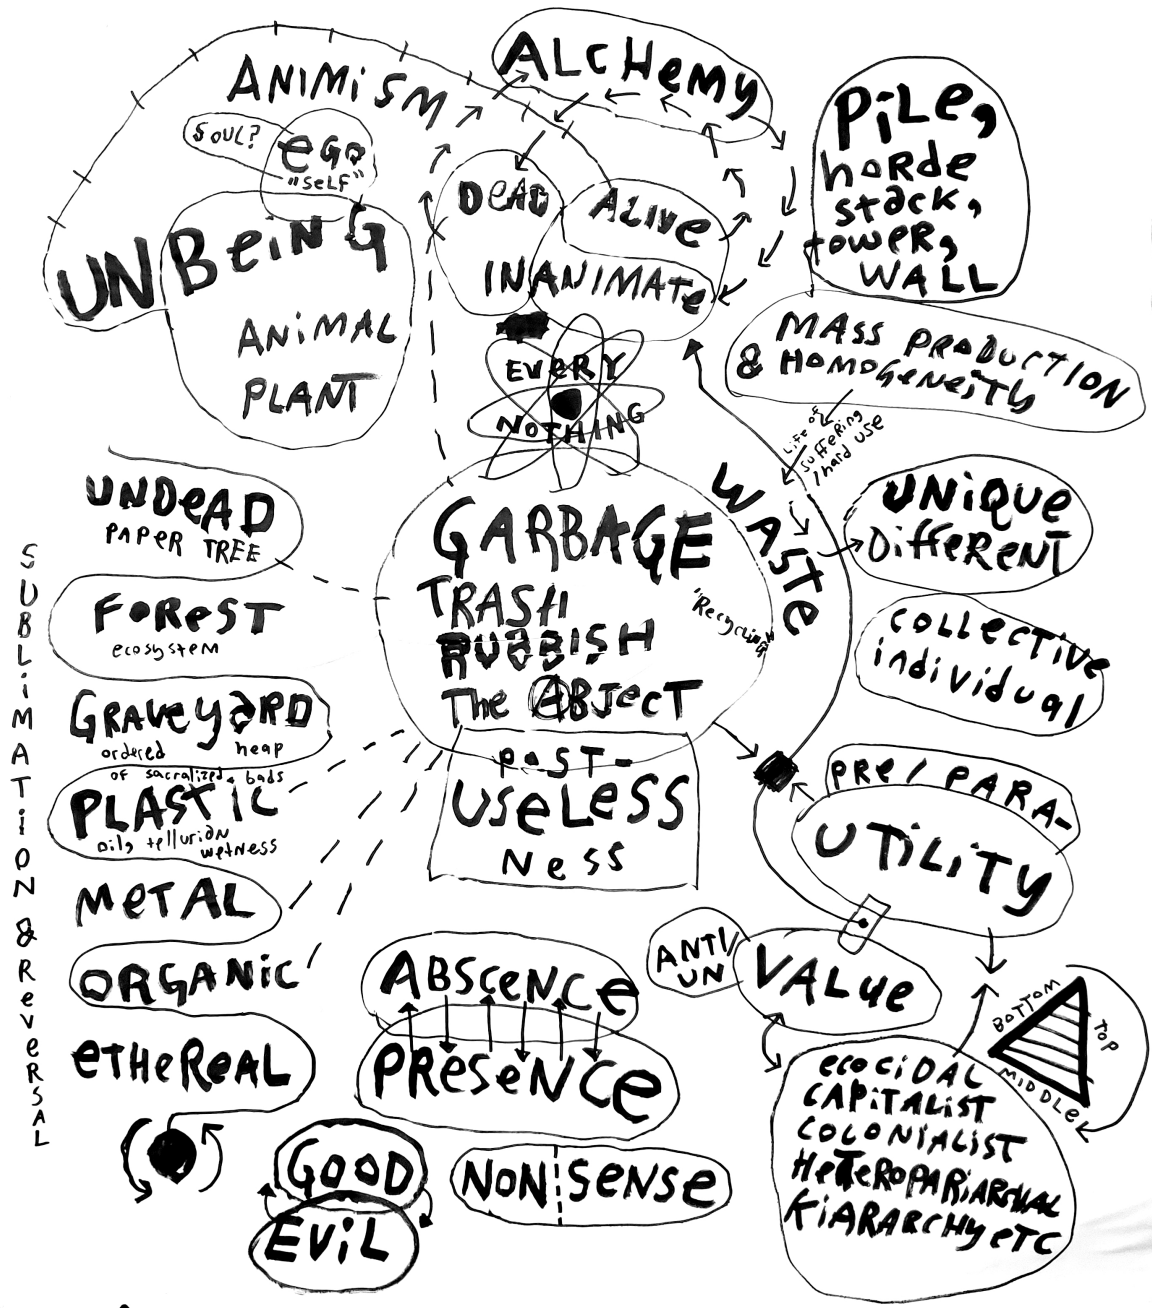 ALCHEMY
ANIMISM
SOUL?
EGO
"SELF"
UNBEING
ANIMAL
PLANT
DEAD
ALIVE
INANIMATE
PILE,
horde
stack,
tower,
WALL
MASS PRODUCTION
& HOMOGENEITY
Life of
suffering
/hard use
EVERY
NOTHING
WASTE
UNIQUE
DIFFERENT
COLLECTIVE
individual
GARBAGE
TRASH
RUBBISH
The ABJECT
"Recycling"
POST-
USELESS
NESS
SUBLIMATION & REVERSAL
UNDEAD
PAPER TREE
FOREST
ecosystem
GRAVEYARD
ordered heap
of sacralized bads
PLASTIC
oil, tellurian
wetness
METAL
ORGANIC
ETHEREAL
PRE/PARA-
UTILITY
ANTI/
UN
VALUE
BOTTOM
TOP
MIDDLE
ABSCENCE
PRESENCE
GOOD
EVIL
NON SENSE
ECOCIDAL
CAPITALIST
COLONIALIST
HETEROPARIARCHAL
KIARARCHY ETC